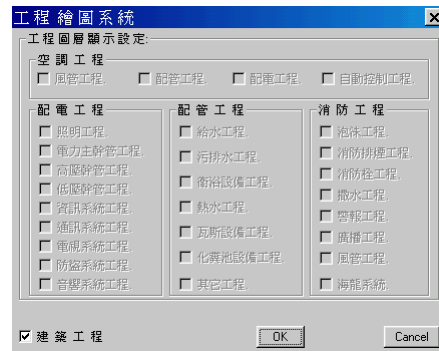 工程繪圖系統
工程圖層顯示設定:
空調工程
風管工程. 配管工程. 配電工程. 自動控制工程.
配電工程
照明工程.
電力主幹管工程.
高壓幹管工程.
低壓幹管工程.
資訊系統工程.
通訊系統工程.
電視系統工程.
防盜系統工程.
音響系統工程.
配管工程
給水工程.
污排水工程.
衛浴設備工程.
熱水工程.
瓦斯設備工程.
化糞池設備工程.
其它工程.
消防工程
泡沫工程.
消防排煙工程.
消防栓工程.
撒水工程.
警報工程.
廣播工程.
風管工程.
海龍系統.
建築工程
OK
Cancel